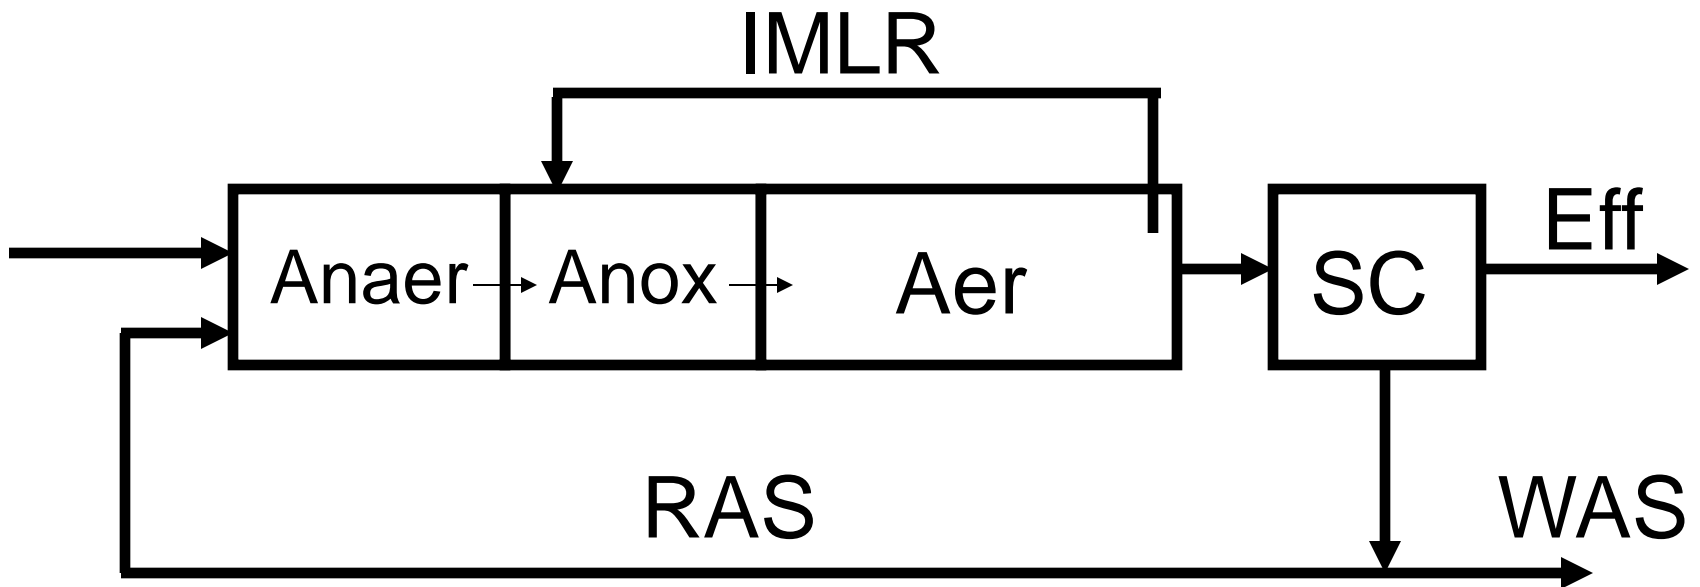 IMLR
Eff
Anaer
Anox
Aer
SC
RAS
WAS